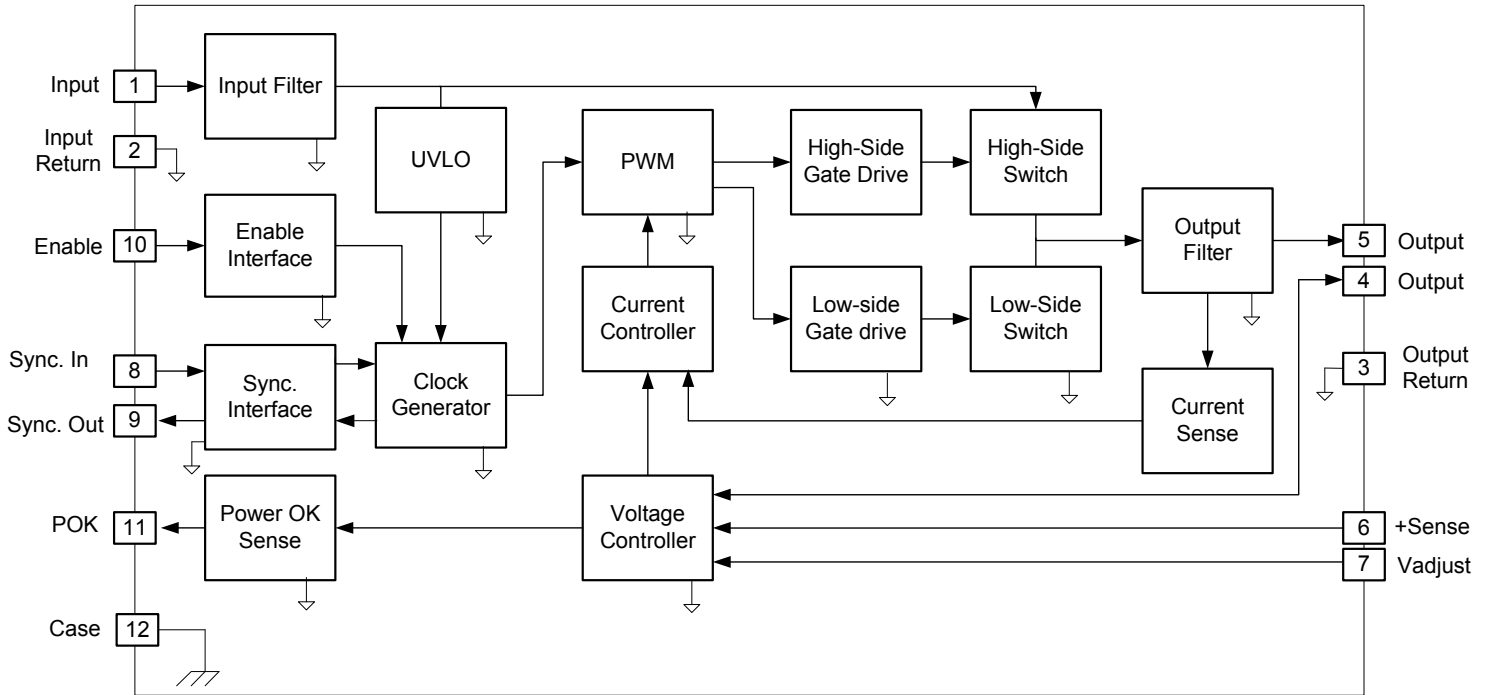 Input
1
Input Filter
Input
Return
2
UVLO
PWM
High-Side
Gate Drive
High-Side
Switch
Enable
10
Enable
Interface
Output
Filter
5
Output
4
Output
Current
Controller
Low-side
Gate drive
Low-Side
Switch
Sync. In
8
Sync. Out
9
Sync.
Interface
Clock
Generator
3
Output
Return
Current
Sense
POK
11
Power OK
Sense
Voltage
Controller
6
+Sense
7
Vadjust
Case
12